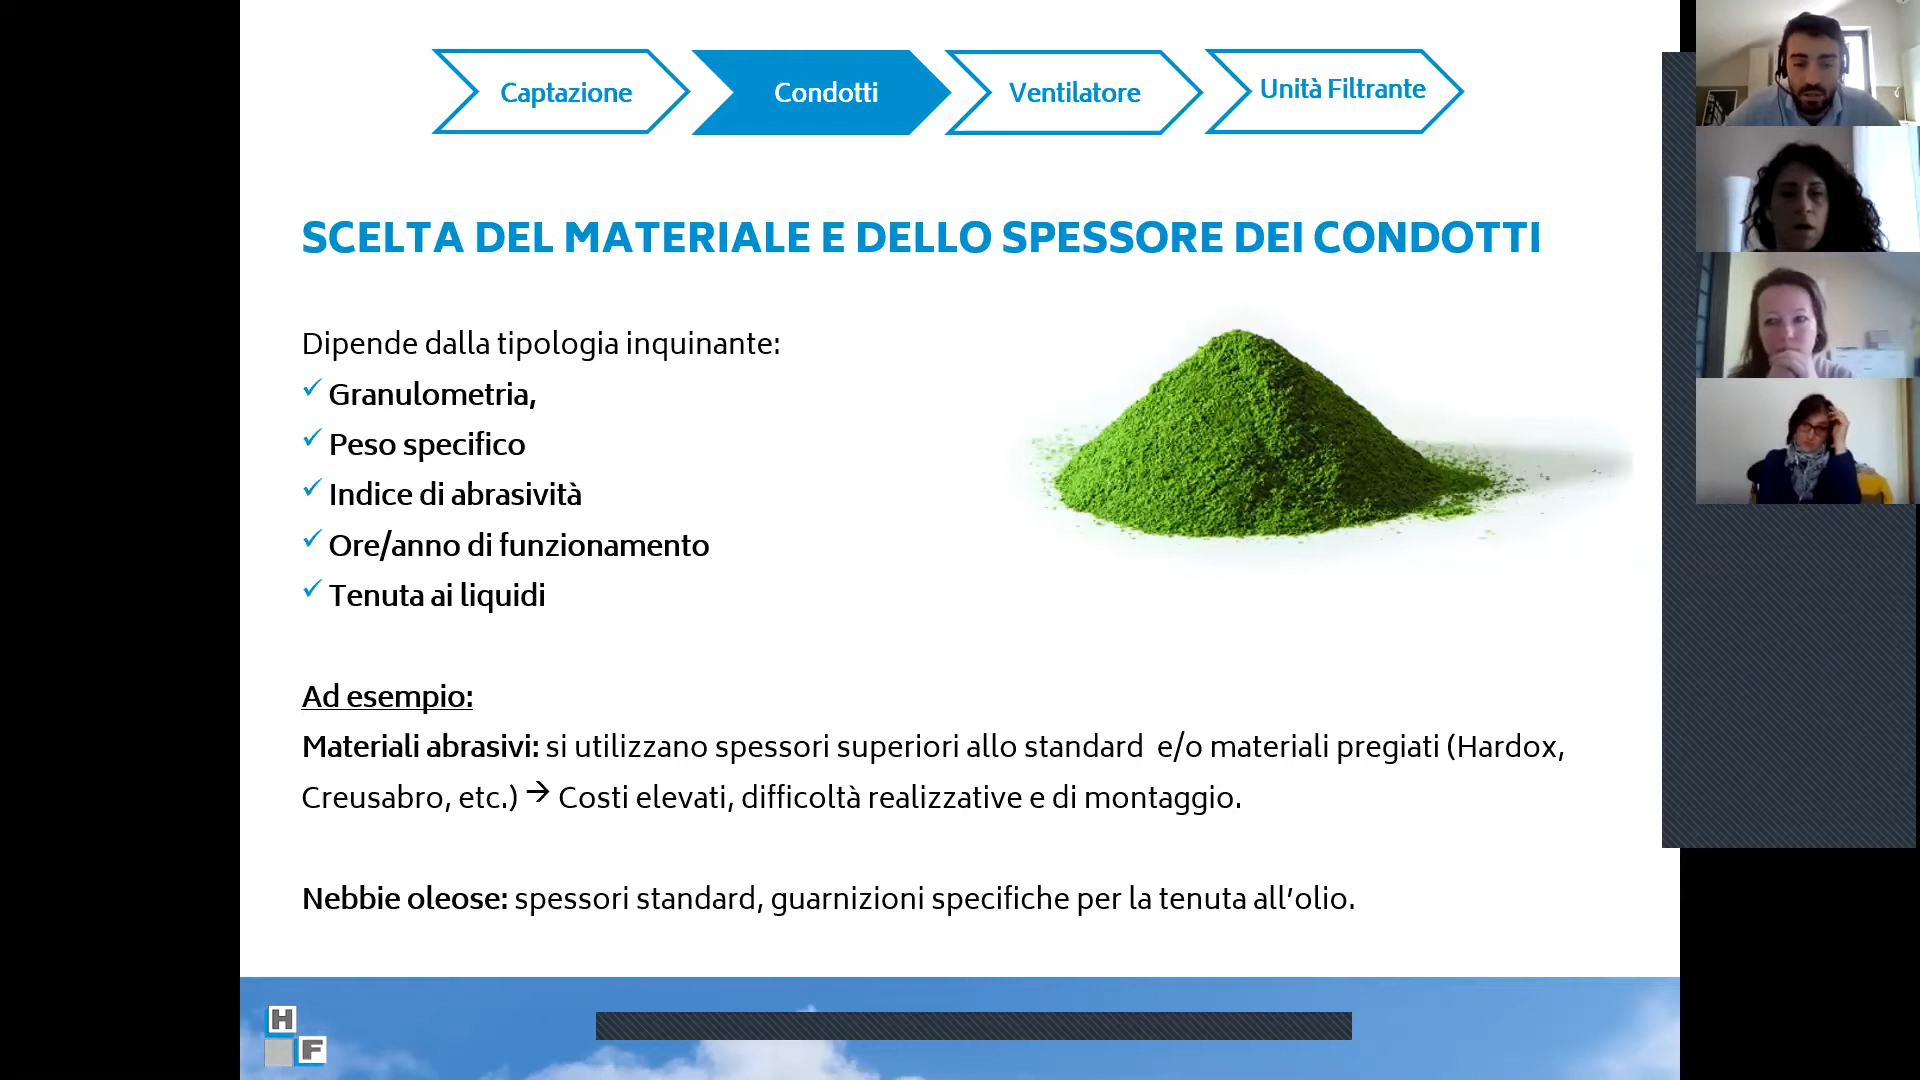 Captazione
Condotti
Ventilatore
Unità Filtrante
SCELTA DEL MATERIALE E DELLO SPESSORE DEI CONDOTTI
Dipende dalla tipologia inquinante:
✓ Granulometria,
✓ Peso specifico
✓ Indice di abrasività
✓ Ore/anno di funzionamento
✓ Tenuta ai liquidi
Ad esempio:
Materiali abrasivi: si utilizzano spessori superiori allo standard e/o materiali pregiati (Hardox,
Creusabro, etc.) → Costi elevati, difficoltà realizzative e di montaggio.
Nebbie oleose: spessori standard, guarnizioni specifiche per la tenuta all’olio.
H
F